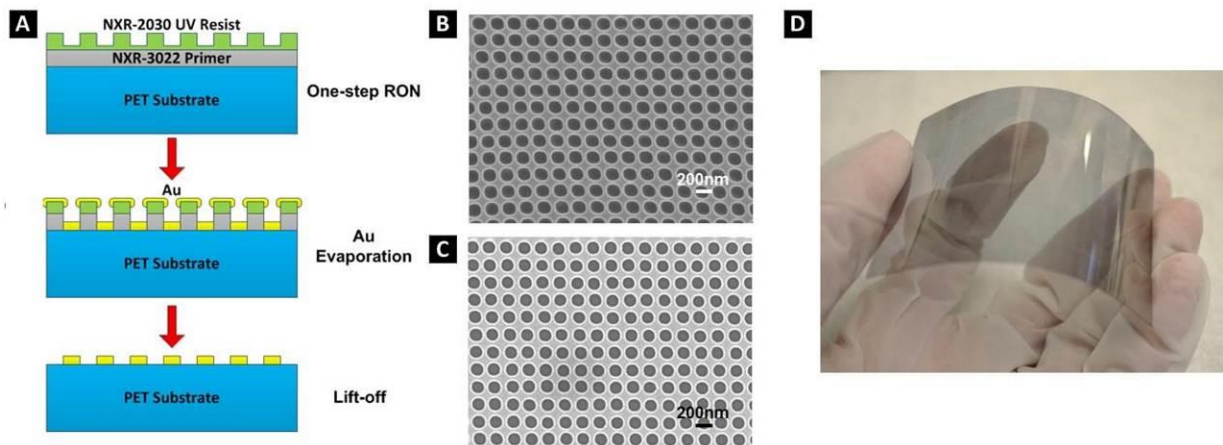 A
NXR-2030 UV Resist
NXR-3022 Primer
PET Substrate
One-step RON
Au
PET Substrate
Au
Evaporation
PET Substrate
Lift-off
B
200nm
C
200nm
D